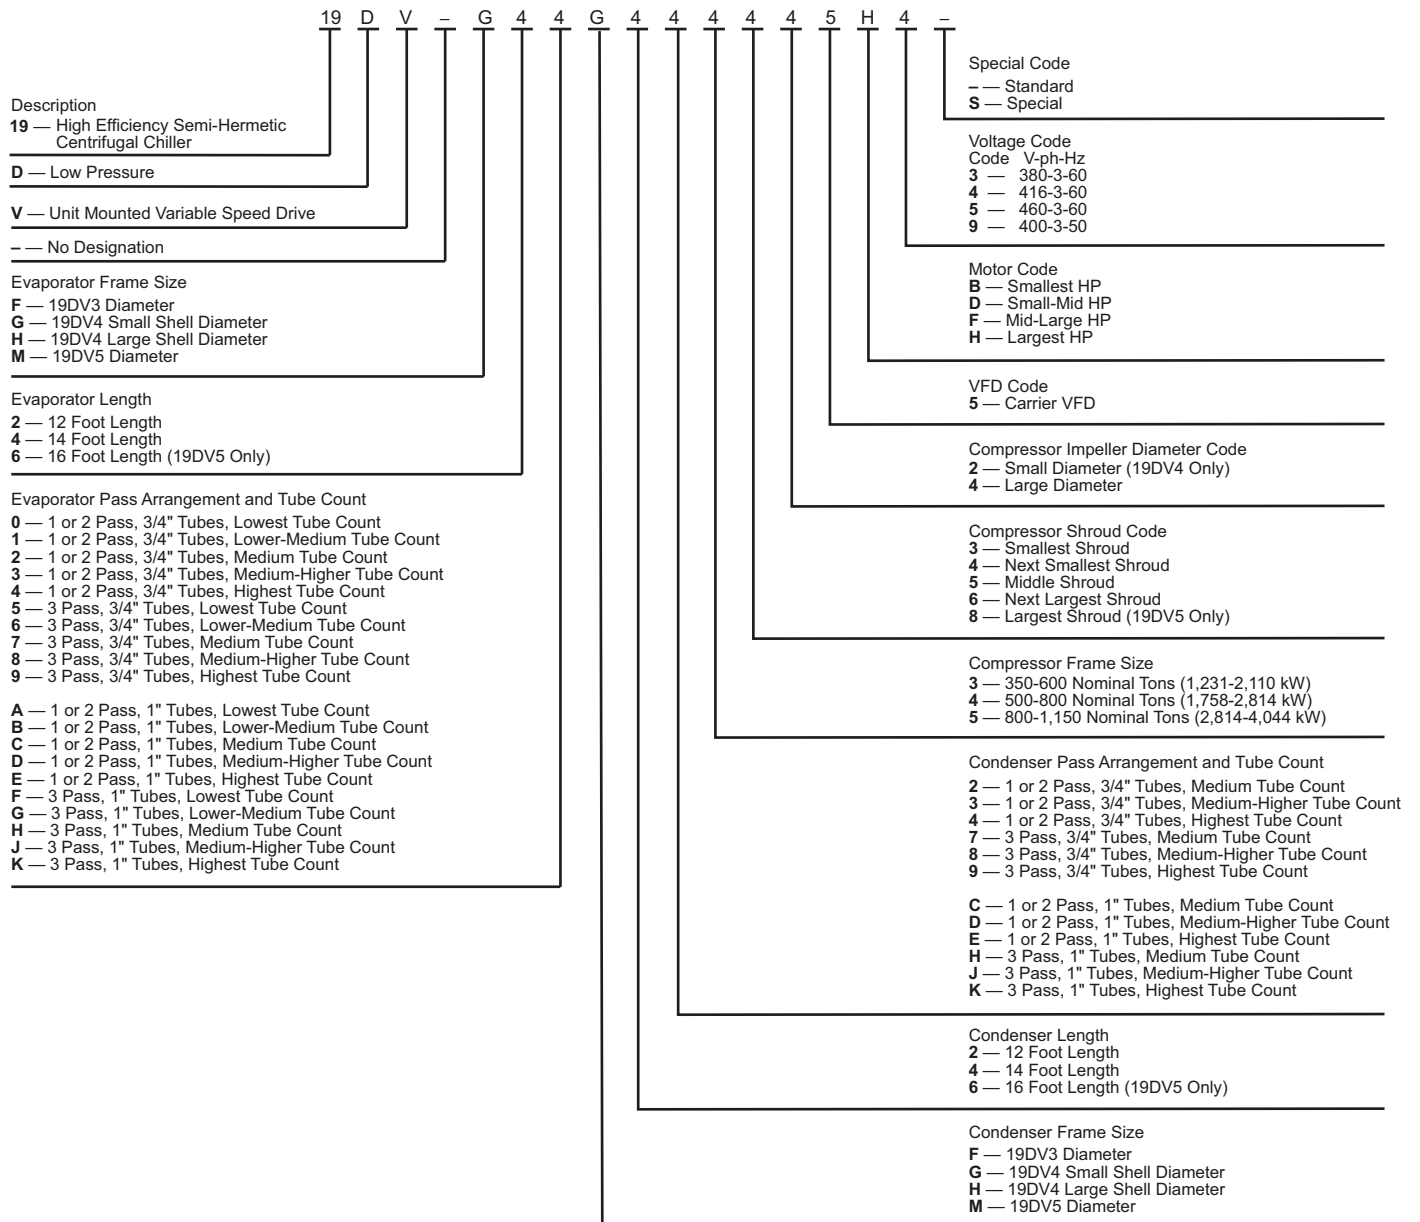 19 D V – G 4 4 G 4 4 4 4 4 5 H 4 –
Description
19 — High Efficiency Semi-Hermetic
Centrifugal Chiller
D — Low Pressure
V — Unit Mounted Variable Speed Drive
– — No Designation
Evaporator Frame Size
F — 19DV3 Diameter
G — 19DV4 Small Shell Diameter
H — 19DV4 Large Shell Diameter
M — 19DV5 Diameter
Evaporator Length
2 — 12 Foot Length
4 — 14 Foot Length
6 — 16 Foot Length (19DV5 Only)
Evaporator Pass Arrangement and Tube Count
0 — 1 or 2 Pass, 3/4" Tubes, Lowest Tube Count
1 — 1 or 2 Pass, 3/4" Tubes, Lower-Medium Tube Count
2 — 1 or 2 Pass, 3/4" Tubes, Medium Tube Count
3 — 1 or 2 Pass, 3/4" Tubes, Medium-Higher Tube Count
4 — 1 or 2 Pass, 3/4" Tubes, Highest Tube Count
5 — 3 Pass, 3/4" Tubes, Lowest Tube Count
6 — 3 Pass, 3/4" Tubes, Lower-Medium Tube Count
7 — 3 Pass, 3/4" Tubes, Medium Tube Count
8 — 3 Pass, 3/4" Tubes, Medium-Higher Tube Count
9 — 3 Pass, 3/4" Tubes, Highest Tube Count
A — 1 or 2 Pass, 1" Tubes, Lowest Tube Count
B — 1 or 2 Pass, 1" Tubes, Lower-Medium Tube Count
C — 1 or 2 Pass, 1" Tubes, Medium Tube Count
D — 1 or 2 Pass, 1" Tubes, Medium-Higher Tube Count
E — 1 or 2 Pass, 1" Tubes, Highest Tube Count
F — 3 Pass, 1" Tubes, Lowest Tube Count
G — 3 Pass, 1" Tubes, Lower-Medium Tube Count
H — 3 Pass, 1" Tubes, Medium Tube Count
J — 3 Pass, 1" Tubes, Medium-Higher Tube Count
K — 3 Pass, 1" Tubes, Highest Tube Count
Special Code
– — Standard
S — Special
Voltage Code
Code V-ph-Hz
3 — 380-3-60
4 — 416-3-60
5 — 460-3-60
9 — 400-3-50
Motor Code
B — Smallest HP
D — Small-Mid HP
F — Mid-Large HP
H — Largest HP
VFD Code
5 — Carrier VFD
Compressor Impeller Diameter Code
2 — Small Diameter (19DV4 Only)
4 — Large Diameter
Compressor Shroud Code
3 — Smallest Shroud
4 — Next Smallest Shroud
5 — Middle Shroud
6 — Next Largest Shroud
8 — Largest Shroud (19DV5 Only)
Compressor Frame Size
3 — 350-600 Nominal Tons (1,231-2,110 kW)
4 — 500-800 Nominal Tons (1,758-2,814 kW)
5 — 800-1,150 Nominal Tons (2,814-4,044 kW)
Condenser Pass Arrangement and Tube Count
2 — 1 or 2 Pass, 3/4" Tubes, Medium Tube Count
3 — 1 or 2 Pass, 3/4" Tubes, Medium-Higher Tube Count
4 — 1 or 2 Pass, 3/4" Tubes, Highest Tube Count
7 — 3 Pass, 3/4" Tubes, Medium Tube Count
8 — 3 Pass, 3/4" Tubes, Medium-Higher Tube Count
9 — 3 Pass, 3/4" Tubes, Highest Tube Count
C — 1 or 2 Pass, 1" Tubes, Medium Tube Count
D — 1 or 2 Pass, 1" Tubes, Medium-Higher Tube Count
E — 1 or 2 Pass, 1" Tubes, Highest Tube Count
H — 3 Pass, 1" Tubes, Medium Tube Count
J — 3 Pass, 1" Tubes, Medium-Higher Tube Count
K — 3 Pass, 1" Tubes, Highest Tube Count
Condenser Length
2 — 12 Foot Length
4 — 14 Foot Length
6 — 16 Foot Length (19DV5 Only)
Condenser Frame Size
F — 19DV3 Diameter
G — 19DV4 Small Shell Diameter
H — 19DV4 Large Shell Diameter
M — 19DV5 Diameter